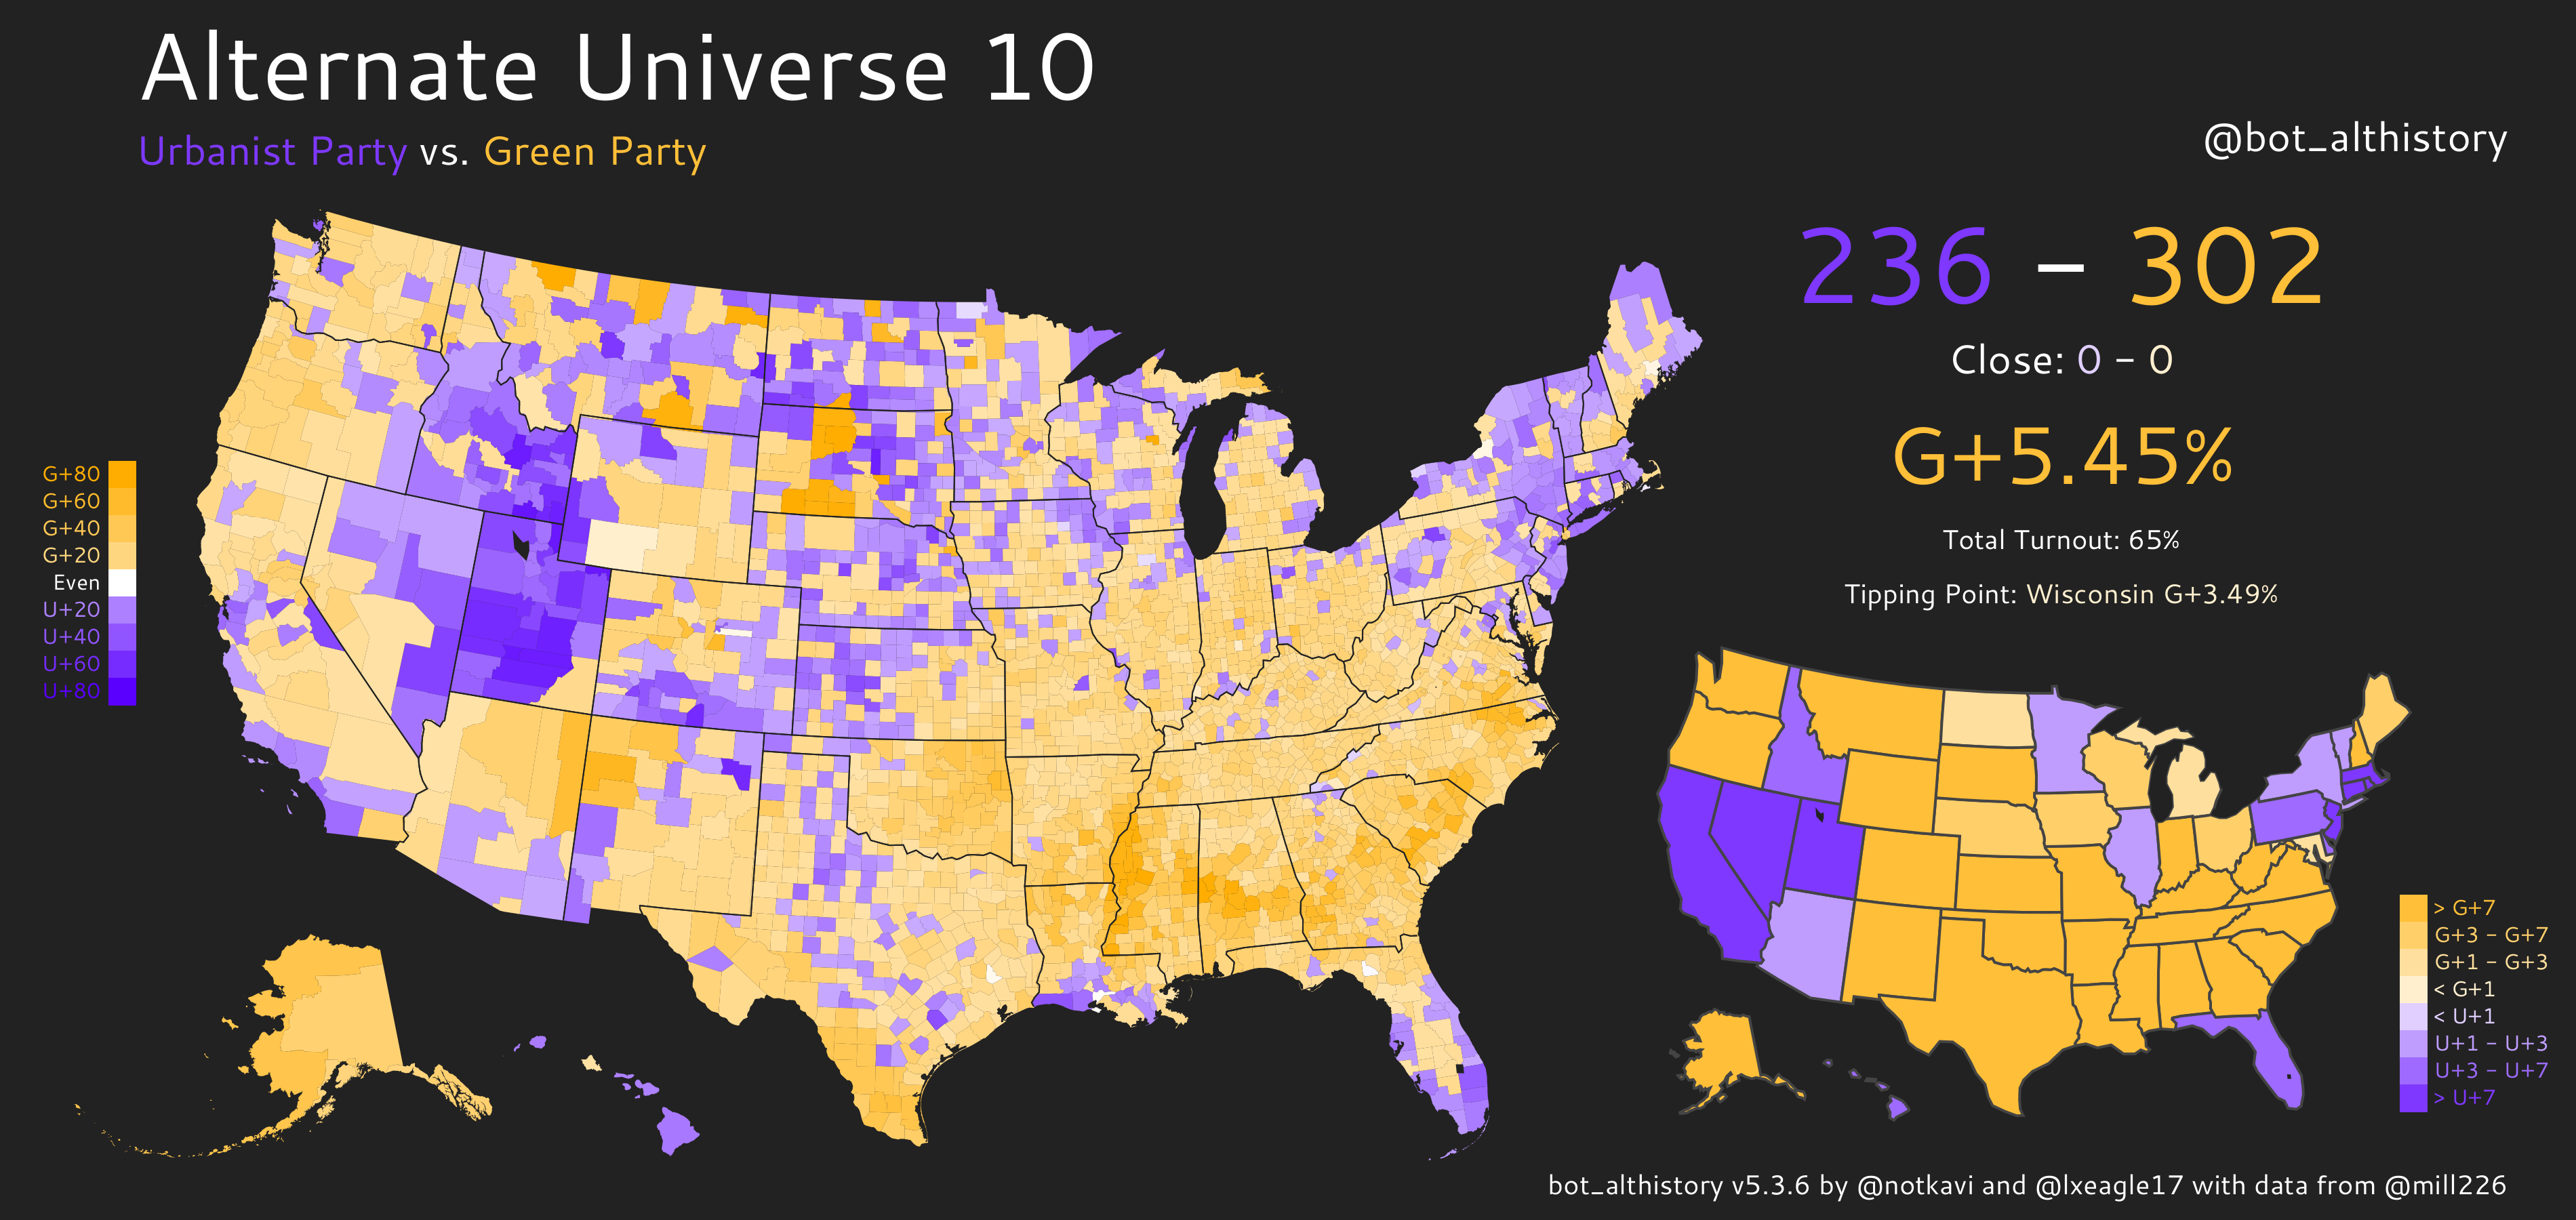 Alternate Universe 10
Urbanist Party vs. Green Party
@bot_althistory
236 – 302
Close: 0 – 0
G+5.45%
Total Turnout: 65%
Tipping Point: Wisconsin G+3.49%
G+80
G+60
G+40
G+20
Even
U+20
U+40
U+60
U+80
> G+7
G+3 – G+7
G+1 – G+3
< G+1
< U+1
U+1 – U+3
U+3 – U+7
> U+7
bot_althistory v5.3.6 by @notkavi and @lxeagle17 with data from @mill226